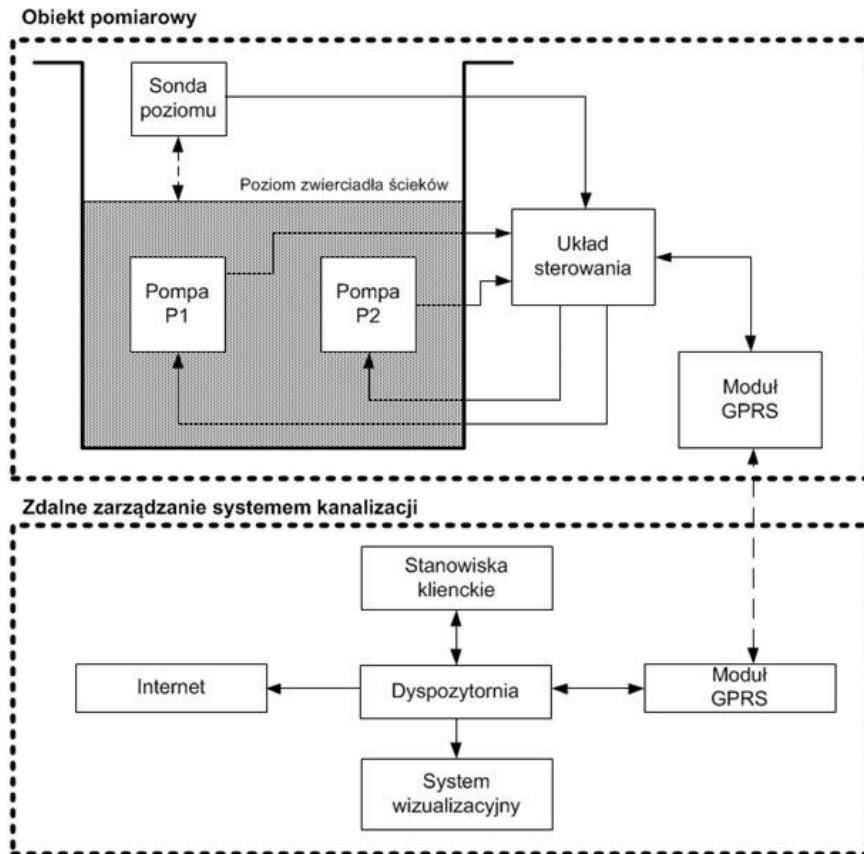 Obiekt pomiarowy
Sonda
poziomu
Poziom zwierciadła ścieków
Układ
sterowania
Pompa
P1
Pompa
P2
Moduł
GPRS
Zdalne zarządzanie systemem kanalizacji
Stanowiska
klienckie
Internet
Dyspozytornia
Moduł
GPRS
System
wizualizacyjny